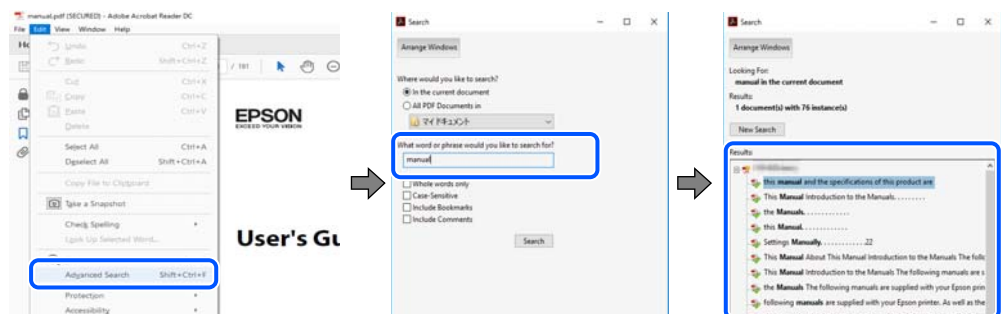 manual.pdf (SECURED) - Adobe Acrobat Reader DC
File Edit View Window Help
Undo Ctrl+Z
Redo Shift+Ctrl+Z
Cut Ctrl+X
Copy Ctrl+C
Paste Ctrl+V
Delete
Select All Ctrl+A
Deselect All Shift+Ctrl+A
Copy File to Clipboard
Take a Snapshot
Check Spelling
Look Up Selected Word...
Advanced Search Shift+Ctrl+F
Protection
Accessibility
/ 191
EPSON
EXCEED YOUR VISION
User's Gu
Search
Arrange Windows
Where would you like to search?
In the current document
All PDF Documents in
マイ ドキュメント
What word or phrase would you like to search for?
manual
Whole words only
Case-Sensitive
Include Bookmarks
Include Comments
Search
Search
Arrange Windows
Looking For:
manual in the current document
Results:
1 document(s) with 76 instance(s)
New Search
Results:
this manual and the specifications of this product are
This Manual Introduction to the Manuals. . . . . . . . .
the Manuals. . . . . . . . . . . . .
this Manual. . . . . . . . . . . . .
Settings Manually. . . . . . . . . . . . .22
This Manual About This Manual Introduction to the Manuals The follo
This Manual Introduction to the Manuals The following manuals are s
the Manuals The following manuals are supplied with your Epson prin
following manuals are supplied with your Epson printer. As well as the